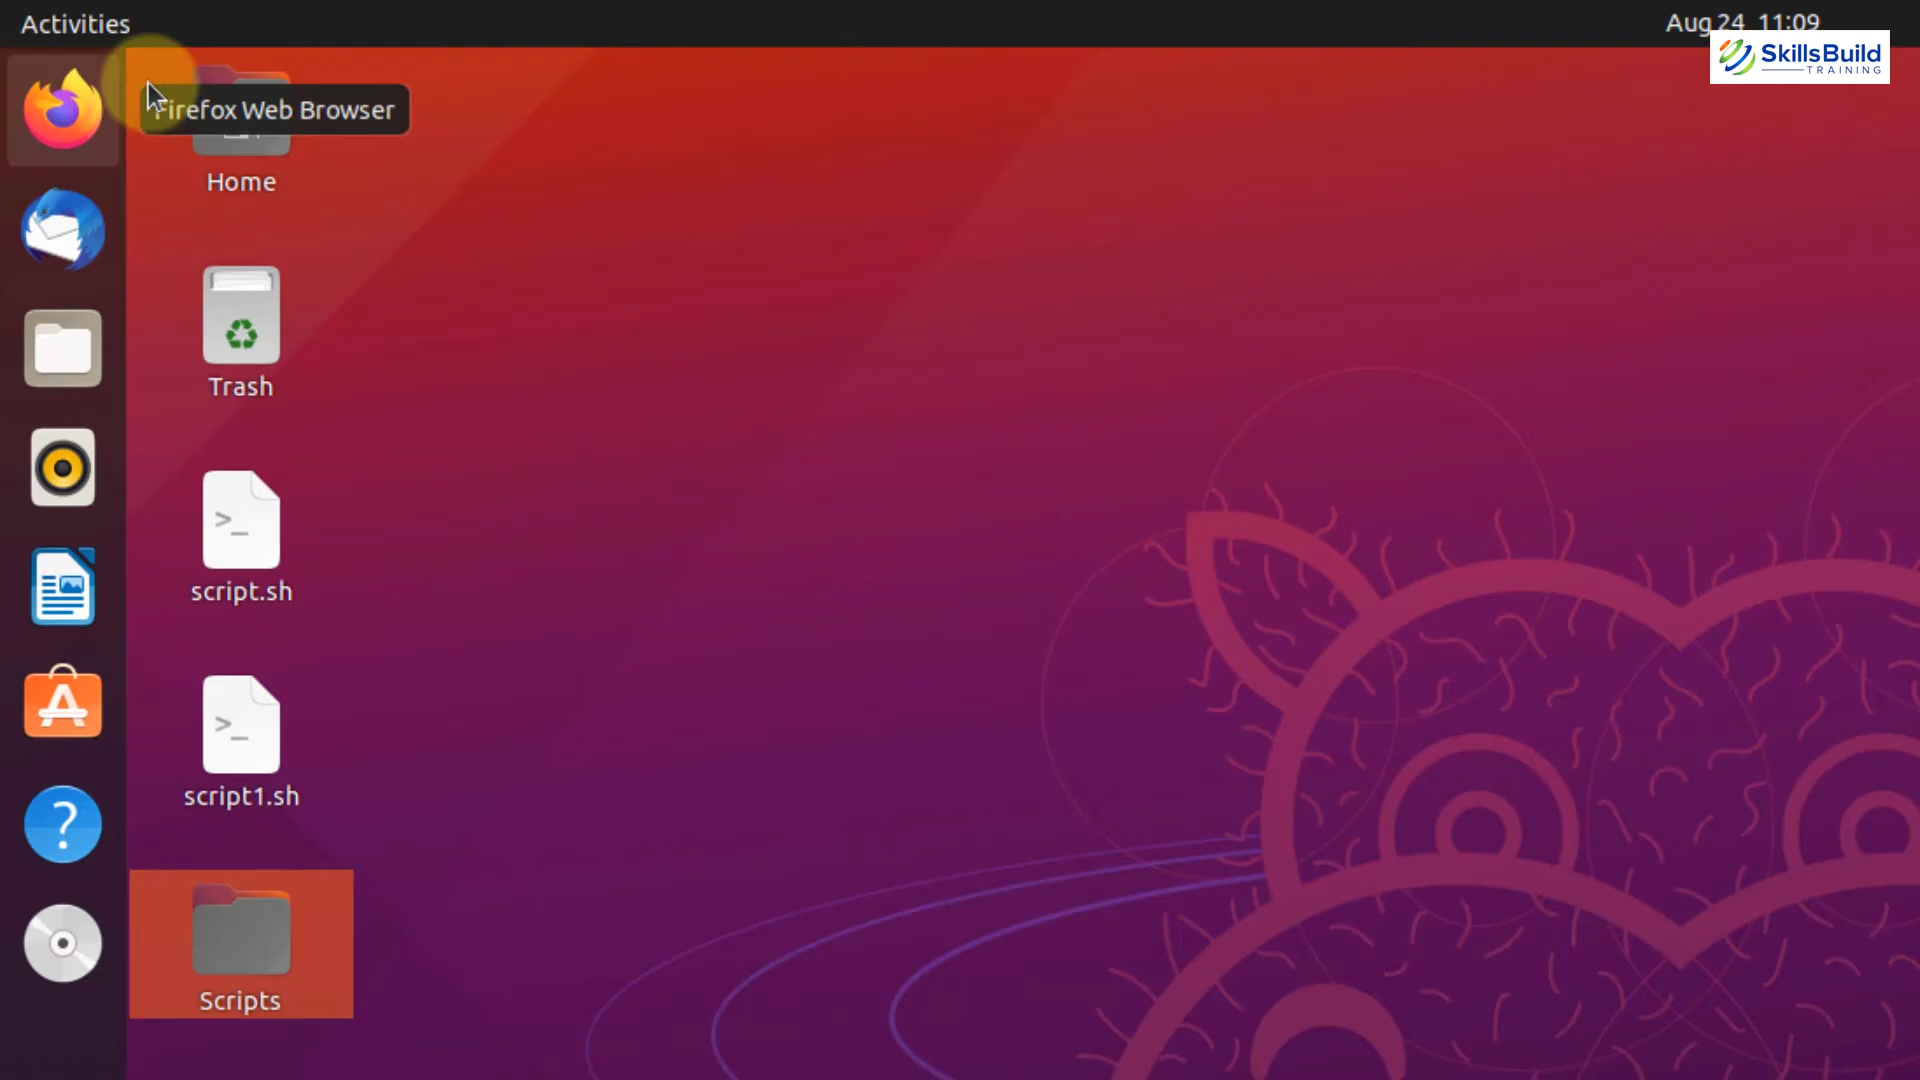 Activities
Aug 24 11:09
SkillsBuild
TRAINING
Firefox Web Browser
Home
Trash
>_
script.sh
>_
script1.sh
?
Scripts